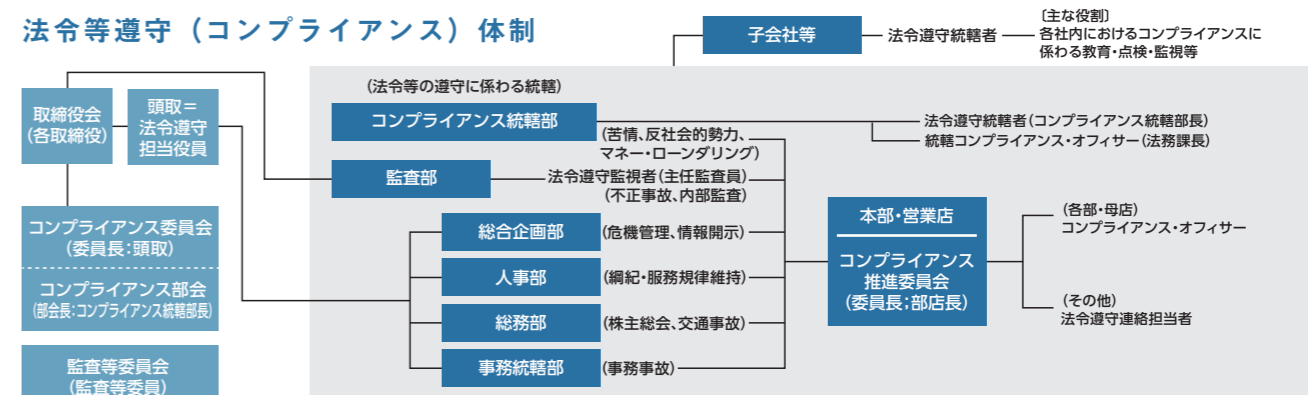 法令等遵守（コンプライアンス）体制
子会社等
法令遵守統轄者
〔主な役割〕
各社内におけるコンプライアンスに
係わる教育・点検・監視等
取締役会
(各取締役)
頭取＝
法令遵守
担当役員
(法令等の遵守に係わる統轄)
コンプライアンス統轄部
(苦情、反社会的勢力、
マネー・ローンダリング)
法令遵守統轄者(コンプライアンス統轄部長)
統轄コンプライアンス・オフィサー(法務課長)
監査部
法令遵守監視者(主任監査員)
(不正事故、内部監査)
コンプライアンス委員会
(委員長:頭取)
コンプライアンス部会
(部会長:コンプライアンス統轄部長)
総合企画部
(危機管理、情報開示)
人事部
(綱紀・服務規律維持)
総務部
(株主総会、交通事故)
事務統轄部
(事務事故)
本部・営業店
コンプライアンス
推進委員会
(委員長;部店長)
(各部・母店)
コンプライアンス・オフィサー
(その他)
法令遵守連絡担当者
監査等委員会
(監査等委員)